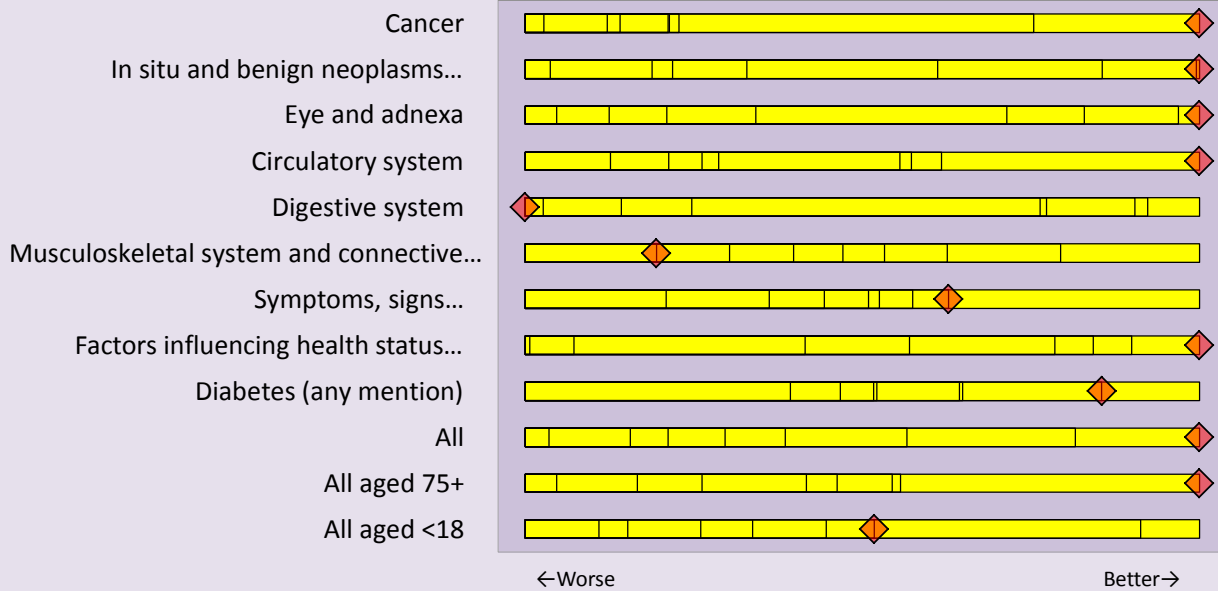 Cancer
In situ and benign neoplasms…
Eye and adnexa
Circulatory system
Digestive system
Musculoskeletal system and connective…
Symptoms, signs…
Factors influencing health status…
Diabetes (any mention)
All
All aged 75+
All aged <18
←Worse Better→